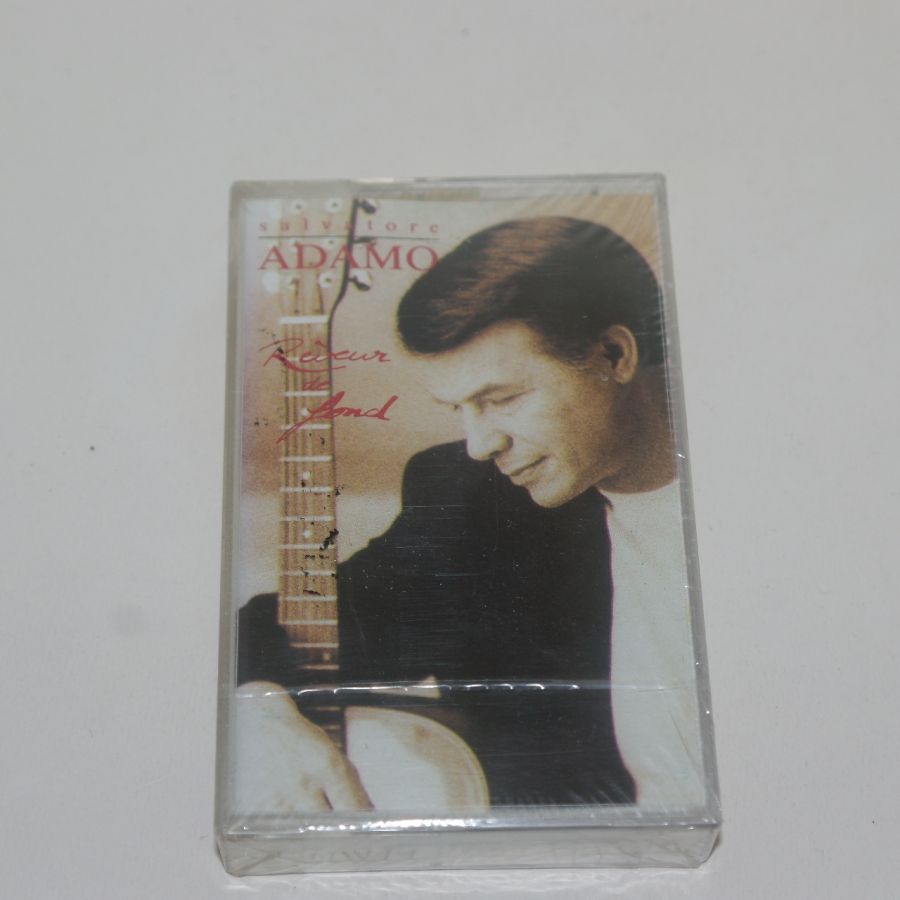 salvatore
ADAMO
Rêveur
de
fond